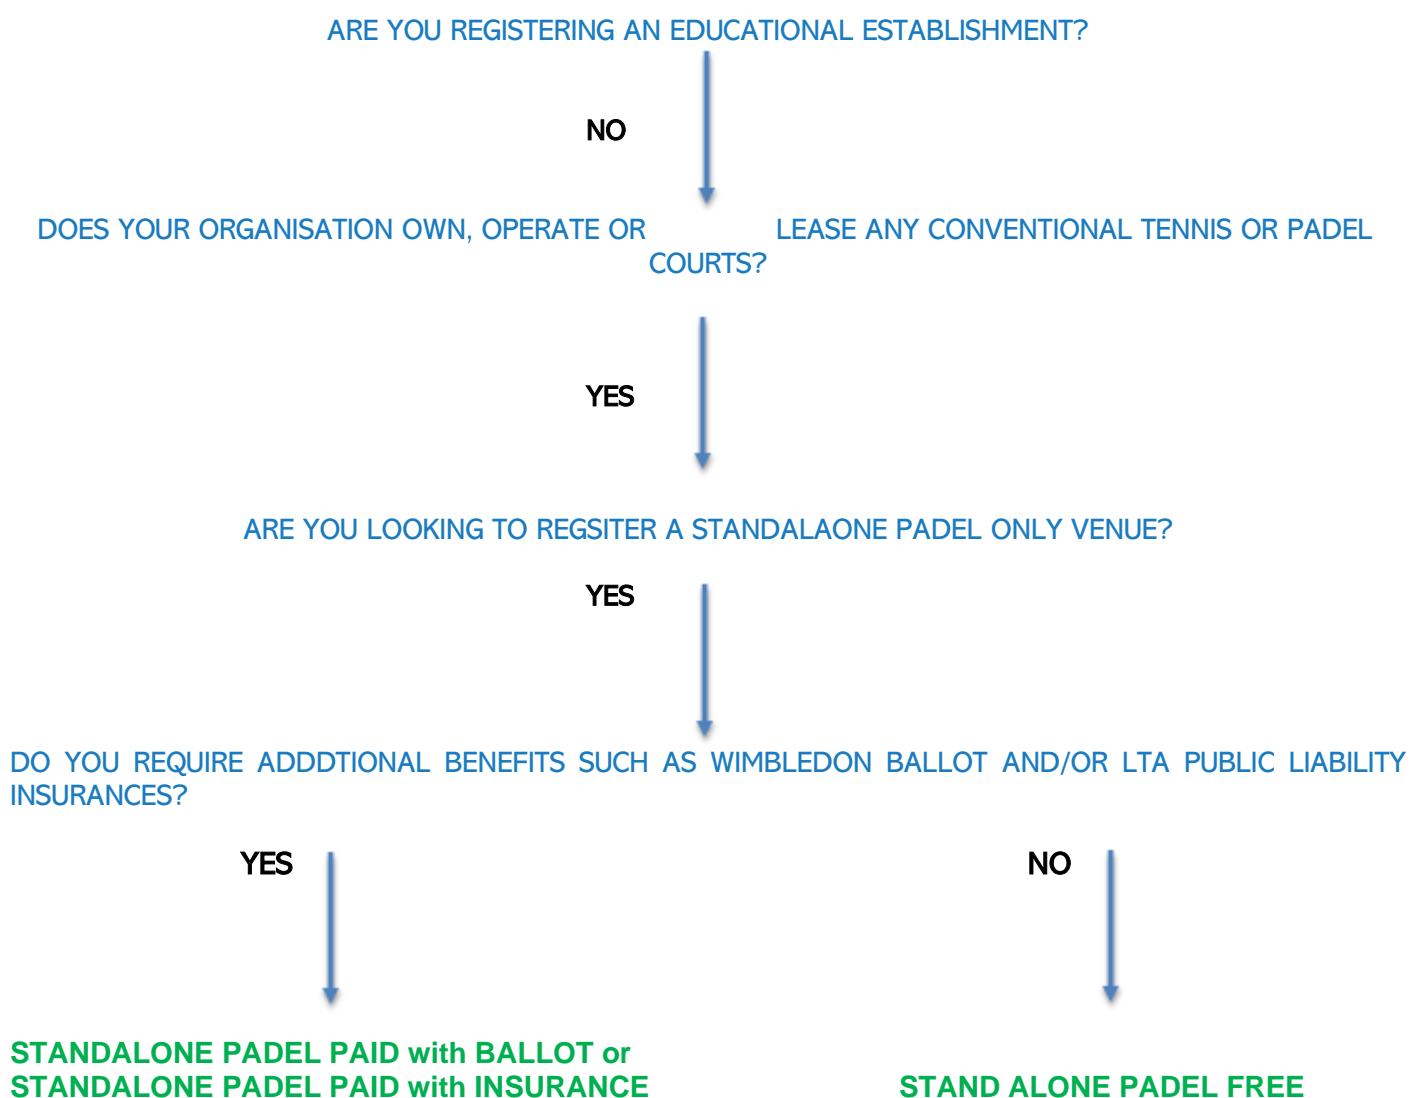 ARE YOU REGISTERING AN EDUCATIONAL ESTABLISHMENT?
NO
DOES YOUR ORGANISATION OWN, OPERATE OR LEASE ANY CONVENTIONAL TENNIS OR PADEL
COURTS?
YES
ARE YOU LOOKING TO REGSITER A STANDALAONE PADEL ONLY VENUE?
YES
DO YOU REQUIRE ADDDTIONAL BENEFITS SUCH AS WIMBLEDON BALLOT AND/OR LTA PUBLIC LIABILITY
INSURANCES?
YES
NO
STANDALONE PADEL PAID with BALLOT or
STANDALONE PADEL PAID with INSURANCE
STAND ALONE PADEL FREE